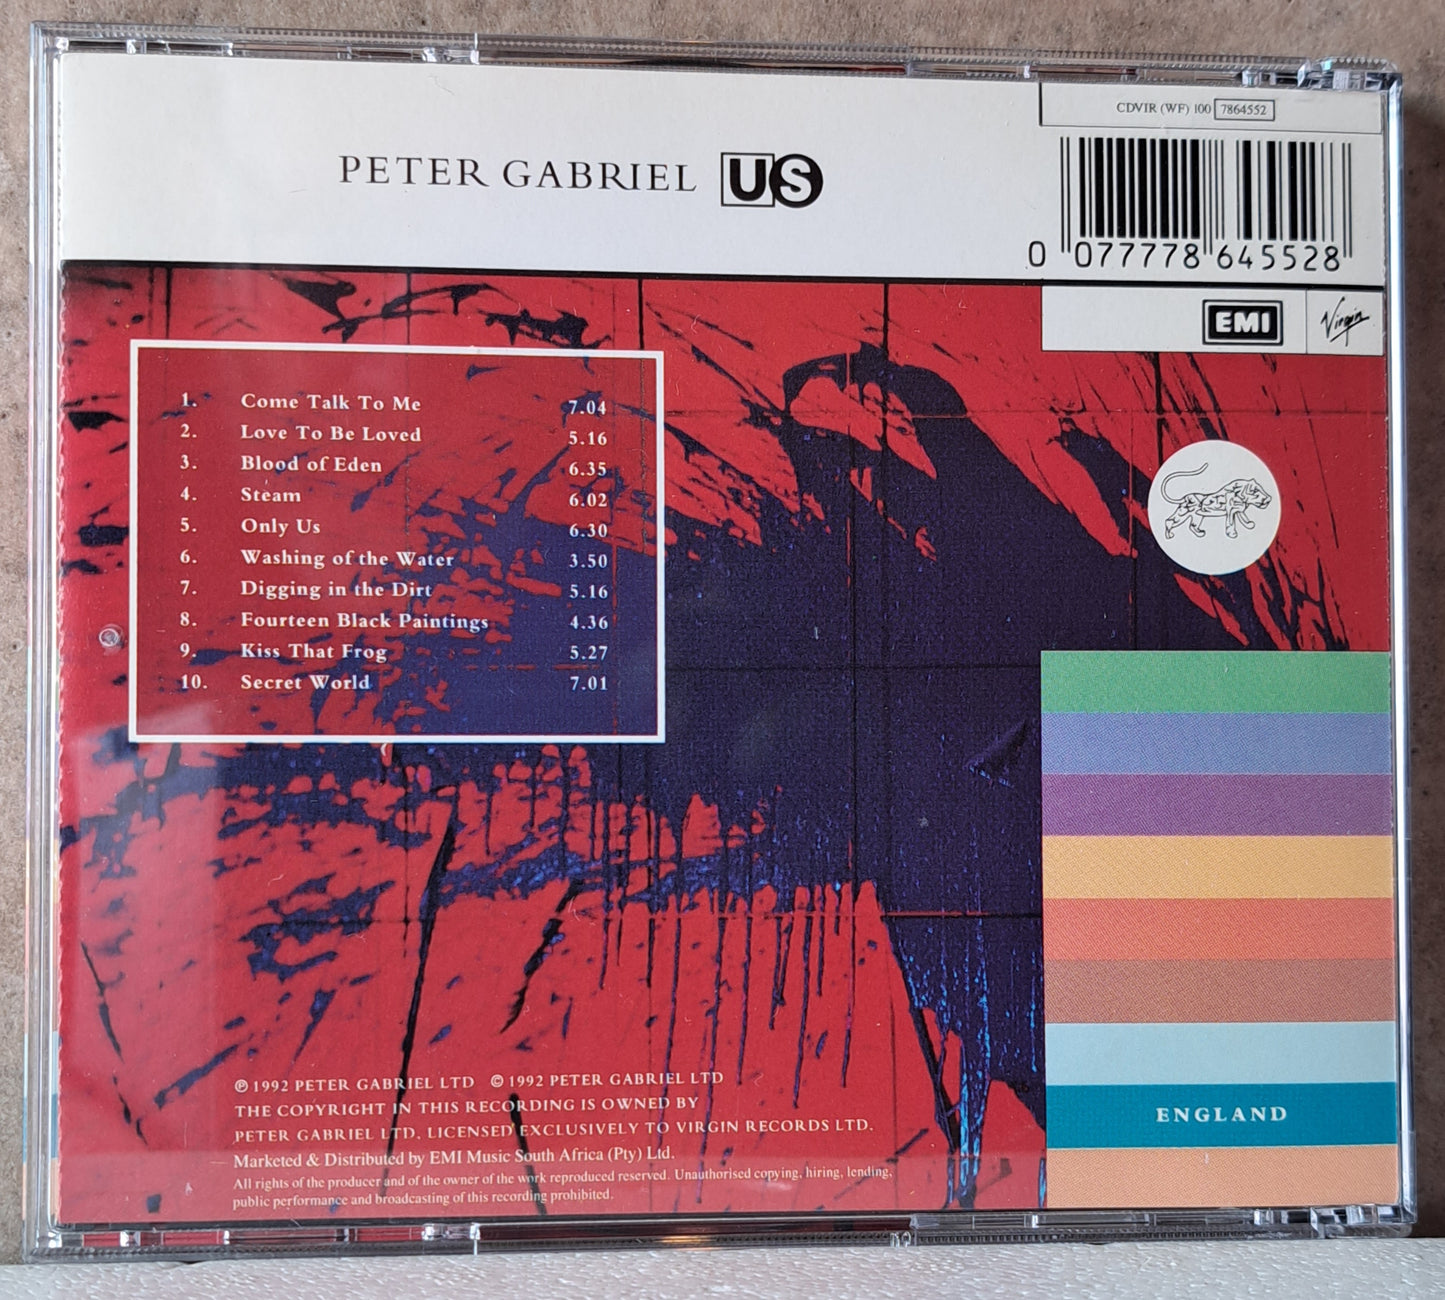 CDVIR (WF) 100 7864552
PETER GABRIEL US
0 077778 645528
EMI Virgin
1. Come Talk To Me 7.04
2. Love To Be Loved 5.16
3. Blood of Eden 6.35
4. Steam 6.02
5. Only Us 6.30
6. Washing of the Water 3.50
7. Digging in the Dirt 5.16
8. Fourteen Black Paintings 4.36
9. Kiss That Frog 5.27
10. Secret World 7.01
℗ 1992 PETER GABRIEL LTD © 1992 PETER GABRIEL LTD
THE COPYRIGHT IN THIS RECORDING IS OWNED BY
PETER GABRIEL LTD, LICENSED EXCLUSIVELY TO VIRGIN RECORDS LTD.
Marketed & Distributed by EMI Music South Africa (Pty) Ltd.
All rights of the producer and of the owner of the work reproduced reserved. Unauthorised copying, hiring, lending,
public performance and broadcasting of this recording prohibited.
ENGLAND